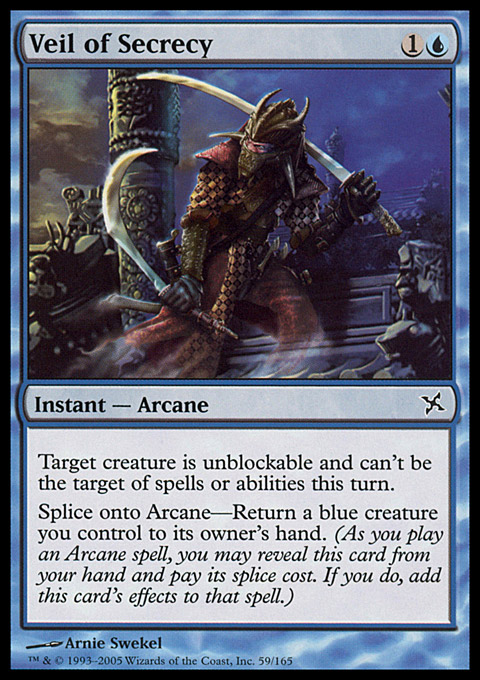 Veil of Secrecy 1
Instant — Arcane
Target creature is unblockable and can't be
the target of spells or abilities this turn.
Splice onto Arcane—Return a blue creature
you control to its owner's hand. (As you play
an Arcane spell, you may reveal this card from
your hand and pay its splice cost. If you do, add
this card's effects to that spell.)
Arnie Swekel
™ & © 1993–2005 Wizards of the Coast, Inc. 59/165